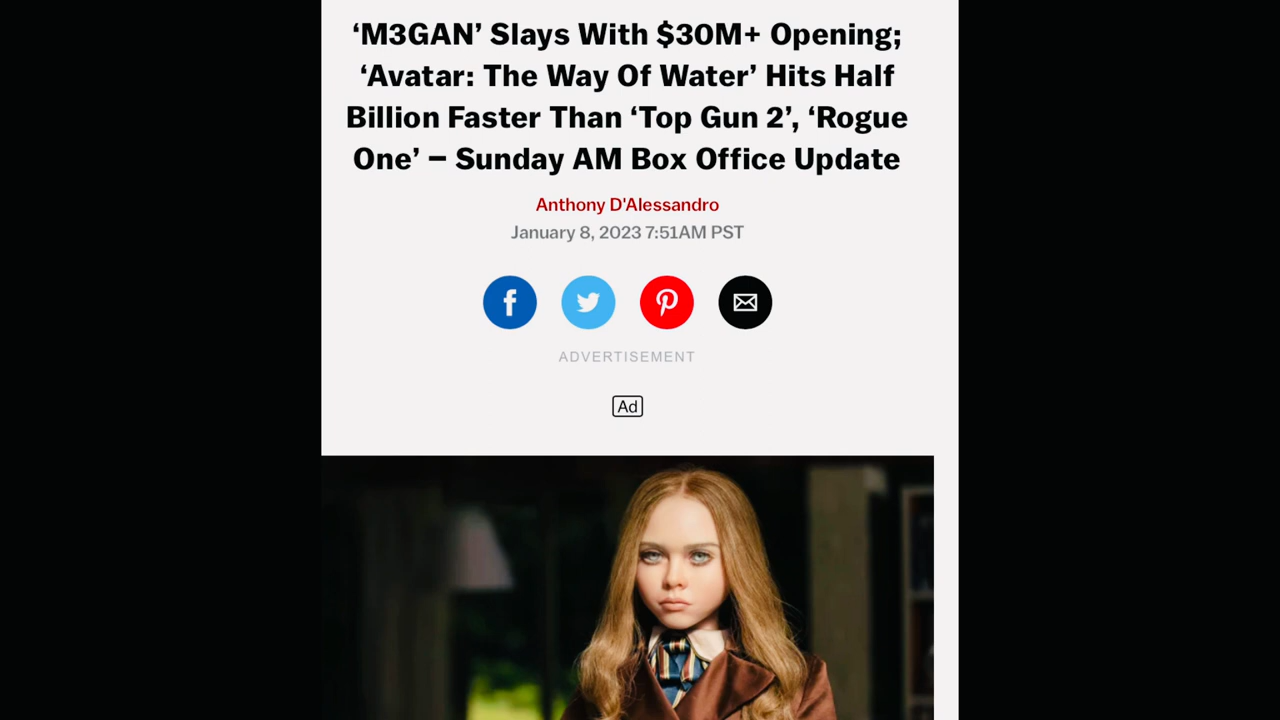 ‘M3GAN’ Slays With $30M+ Opening;
‘Avatar: The Way Of Water’ Hits Half
Billion Faster Than ‘Top Gun 2’, ‘Rogue
One’ – Sunday AM Box Office Update
Anthony D'Alessandro
January 8, 2023 7:51AM PST
ADVERTISEMENT
Ad